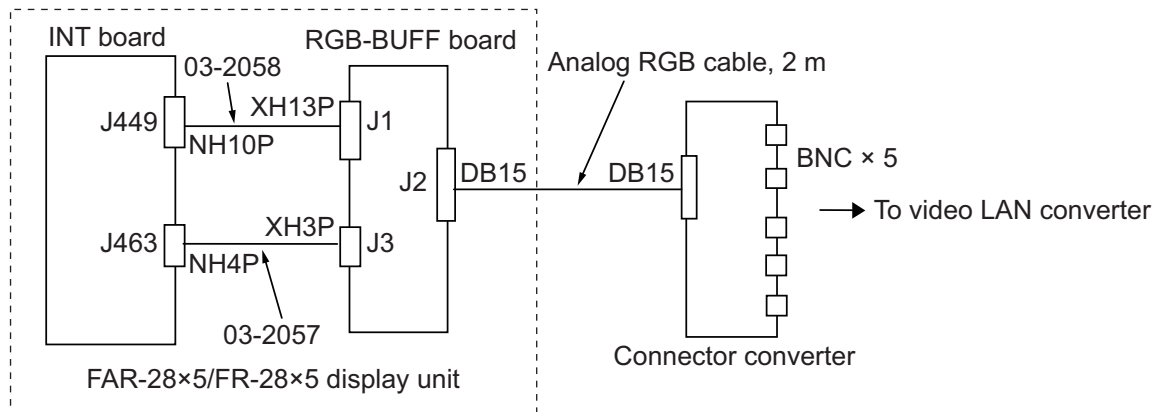 INT board
RGB-BUFF board
03-2058
Analog RGB cable, 2 m
XH13P
J449
J1
NH10P
BNC × 5
J2
DB15
DB15
To video LAN converter
XH3P
J463
J3
NH4P
03-2057
Connector converter
FAR-28×5/FR-28×5 display unit